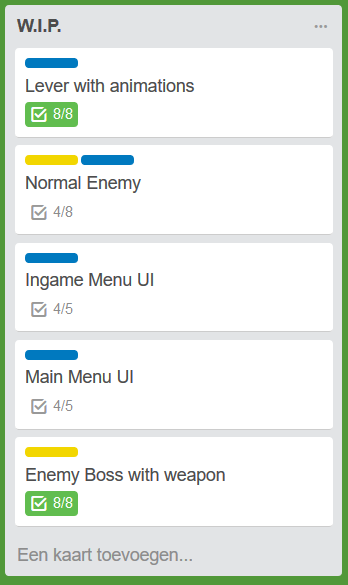 W.I.P.
Lever with animations
8/8
Normal Enemy
4/8
Ingame Menu UI
4/5
Main Menu UI
4/5
Enemy Boss with weapon
8/8
Een kaart toevoegen...